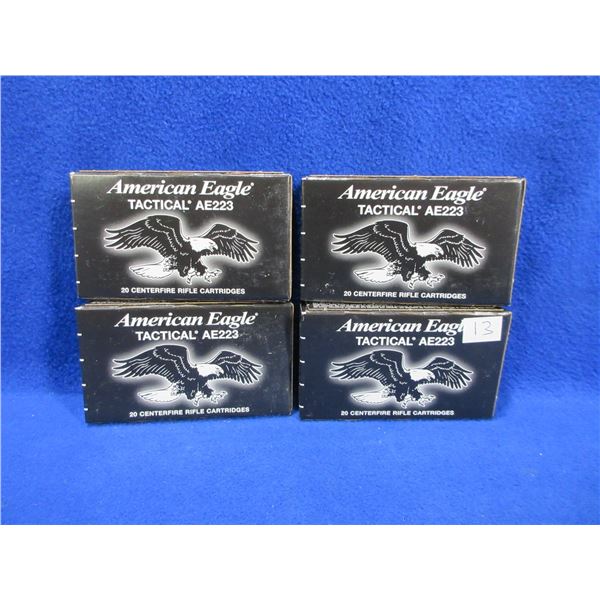 American Eagle®
TACTICAL® AE223
20 CENTERFIRE RIFLE CARTRIDGES
American Eagle®
TACTICAL® AE223
20 CENTERFIRE RIFLE CARTRIDGES
American Eagle®
TACTICAL® AE223
20 CENTERFIRE RIFLE CARTRIDGES
American Eagl
TACTICAL® AE223
13
20 CENTERFIRE RIFLE CARTRIDGES